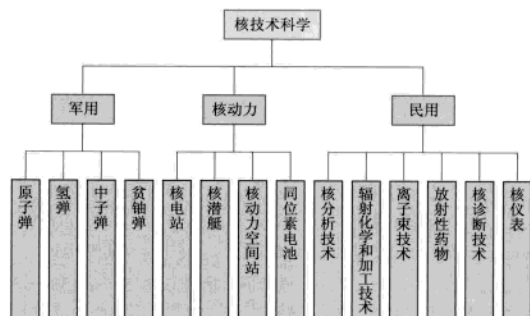 核技术科学
军用
核动力
民用
原子弹
氢弹
中子弹
贫铀弹
核电站
核潜艇
核动力空间站
同位素电池
核分析技术
辐射化学和加工技术
离子束技术
放射性药物
核诊断技术
核仪表